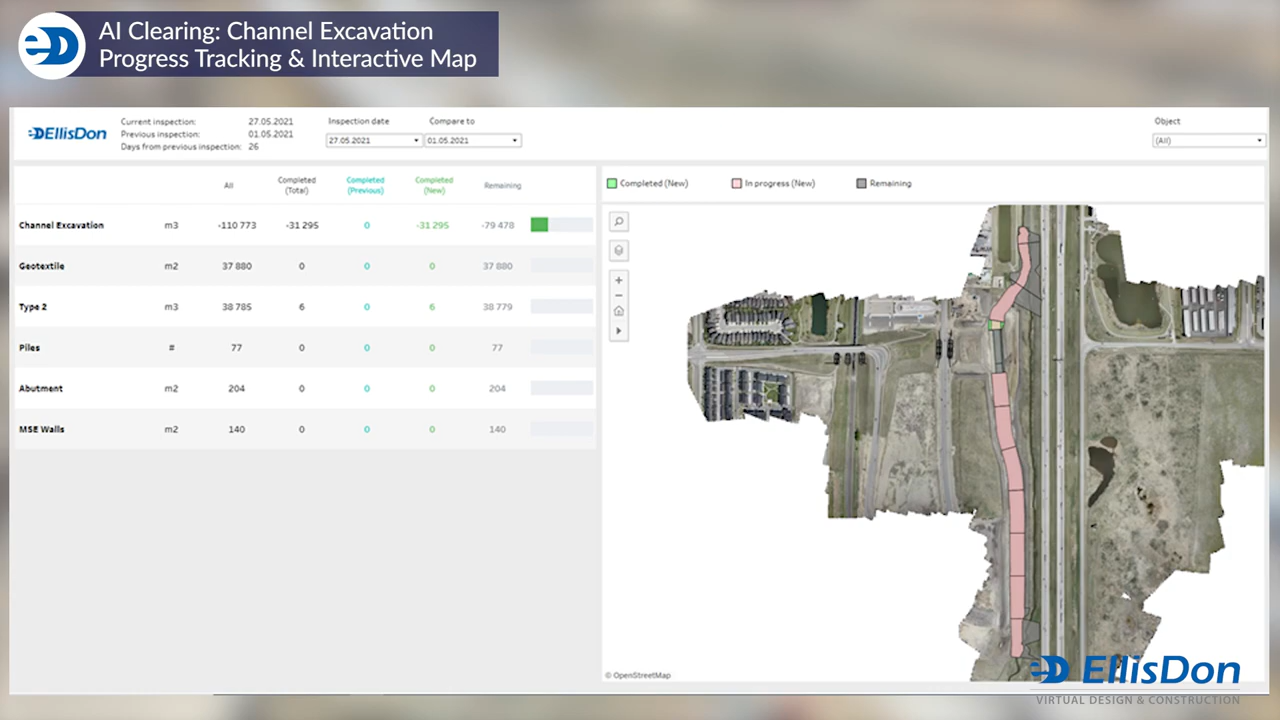 AI Clearing: Channel Excavation
Progress Tracking & Interactive Map
EllisDon
Current inspection: 27.05.2021
Previous inspection: 01.05.2021
Days from previous inspection: 26
Inspection date
27.05.2021
Compare to
01.05.2021
Object
(All)
All Completed (Total) Completed (Previous) Completed (New) Remaining
Channel Excavation m3 -110 773 -31 295 0 -31 295 -79 478
Geotextile m2 37 880 0 0 0 37 880
Type 2 m3 38 785 6 0 6 38 779
Piles # 77 0 0 0 77
Abutment m2 204 0 0 0 204
MSE Walls m2 140 0 0 0 140
Completed (New) In progress (New) Remaining
© OpenStreetMap
EllisDon
VIRTUAL DESIGN & CONSTRUCTION